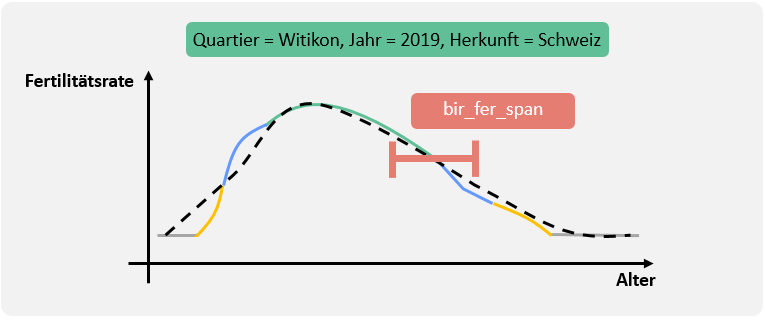 Quartier = Witikon, Jahr = 2019, Herkunft = Schweiz
Fertilitätsrate
bir_fer_span
Alter